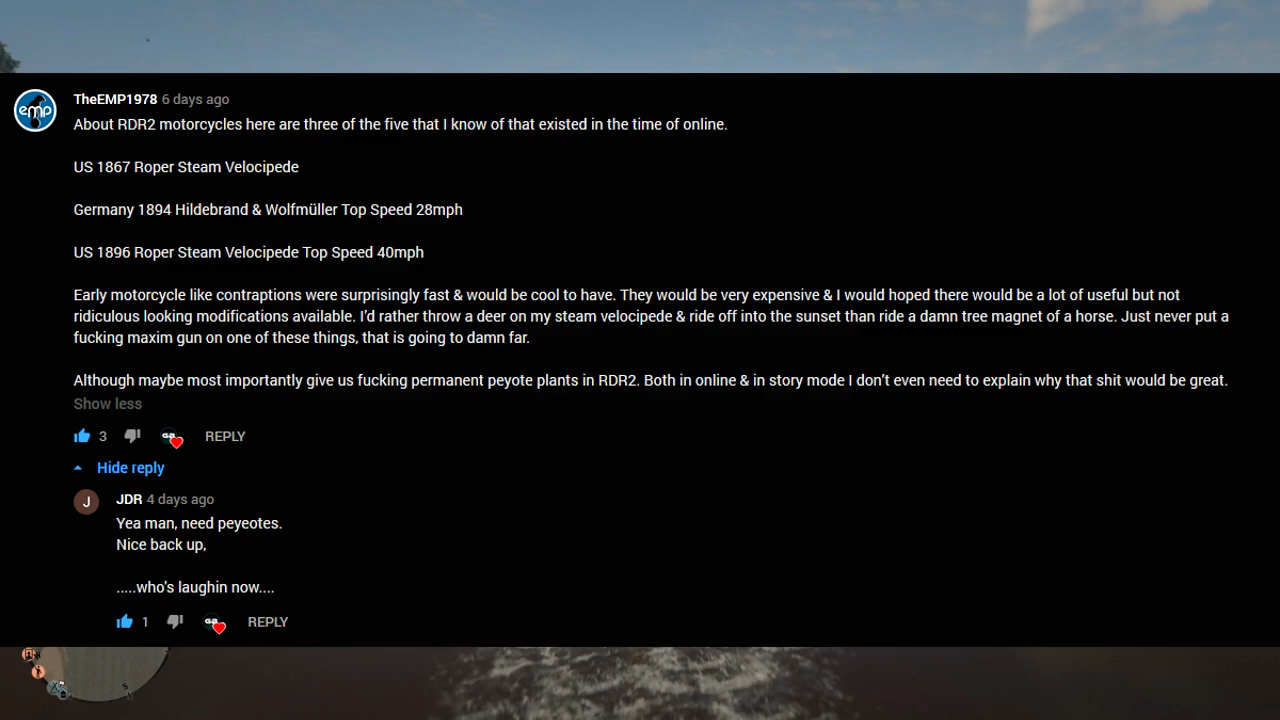 emp
TheEMP1978 6 days ago
About RDR2 motorcycles here are three of the five that I know of that existed in the time of online.
US 1867 Roper Steam Velocipede
Germany 1894 Hildebrand & Wolfmüller Top Speed 28mph
US 1896 Roper Steam Velocipede Top Speed 40mph
Early motorcycle like contraptions were surprisingly fast & would be cool to have. They would be very expensive & I would hoped there would be a lot of useful but not
ridiculous looking modifications available. I'd rather throw a deer on my steam velocipede & ride off into the sunset than ride a damn tree magnet of a horse. Just never put a
fucking maxim gun on one of these things, that is going to damn far.
Although maybe most importantly give us fucking permanent peyote plants in RDR2. Both in online & in story mode I don't even need to explain why that shit would be great.
Show less
3 REPLY
Hide reply
J JDR 4 days ago
Yea man, need peyeotes.
Nice back up,
.....who's laughin now....
1 REPLY